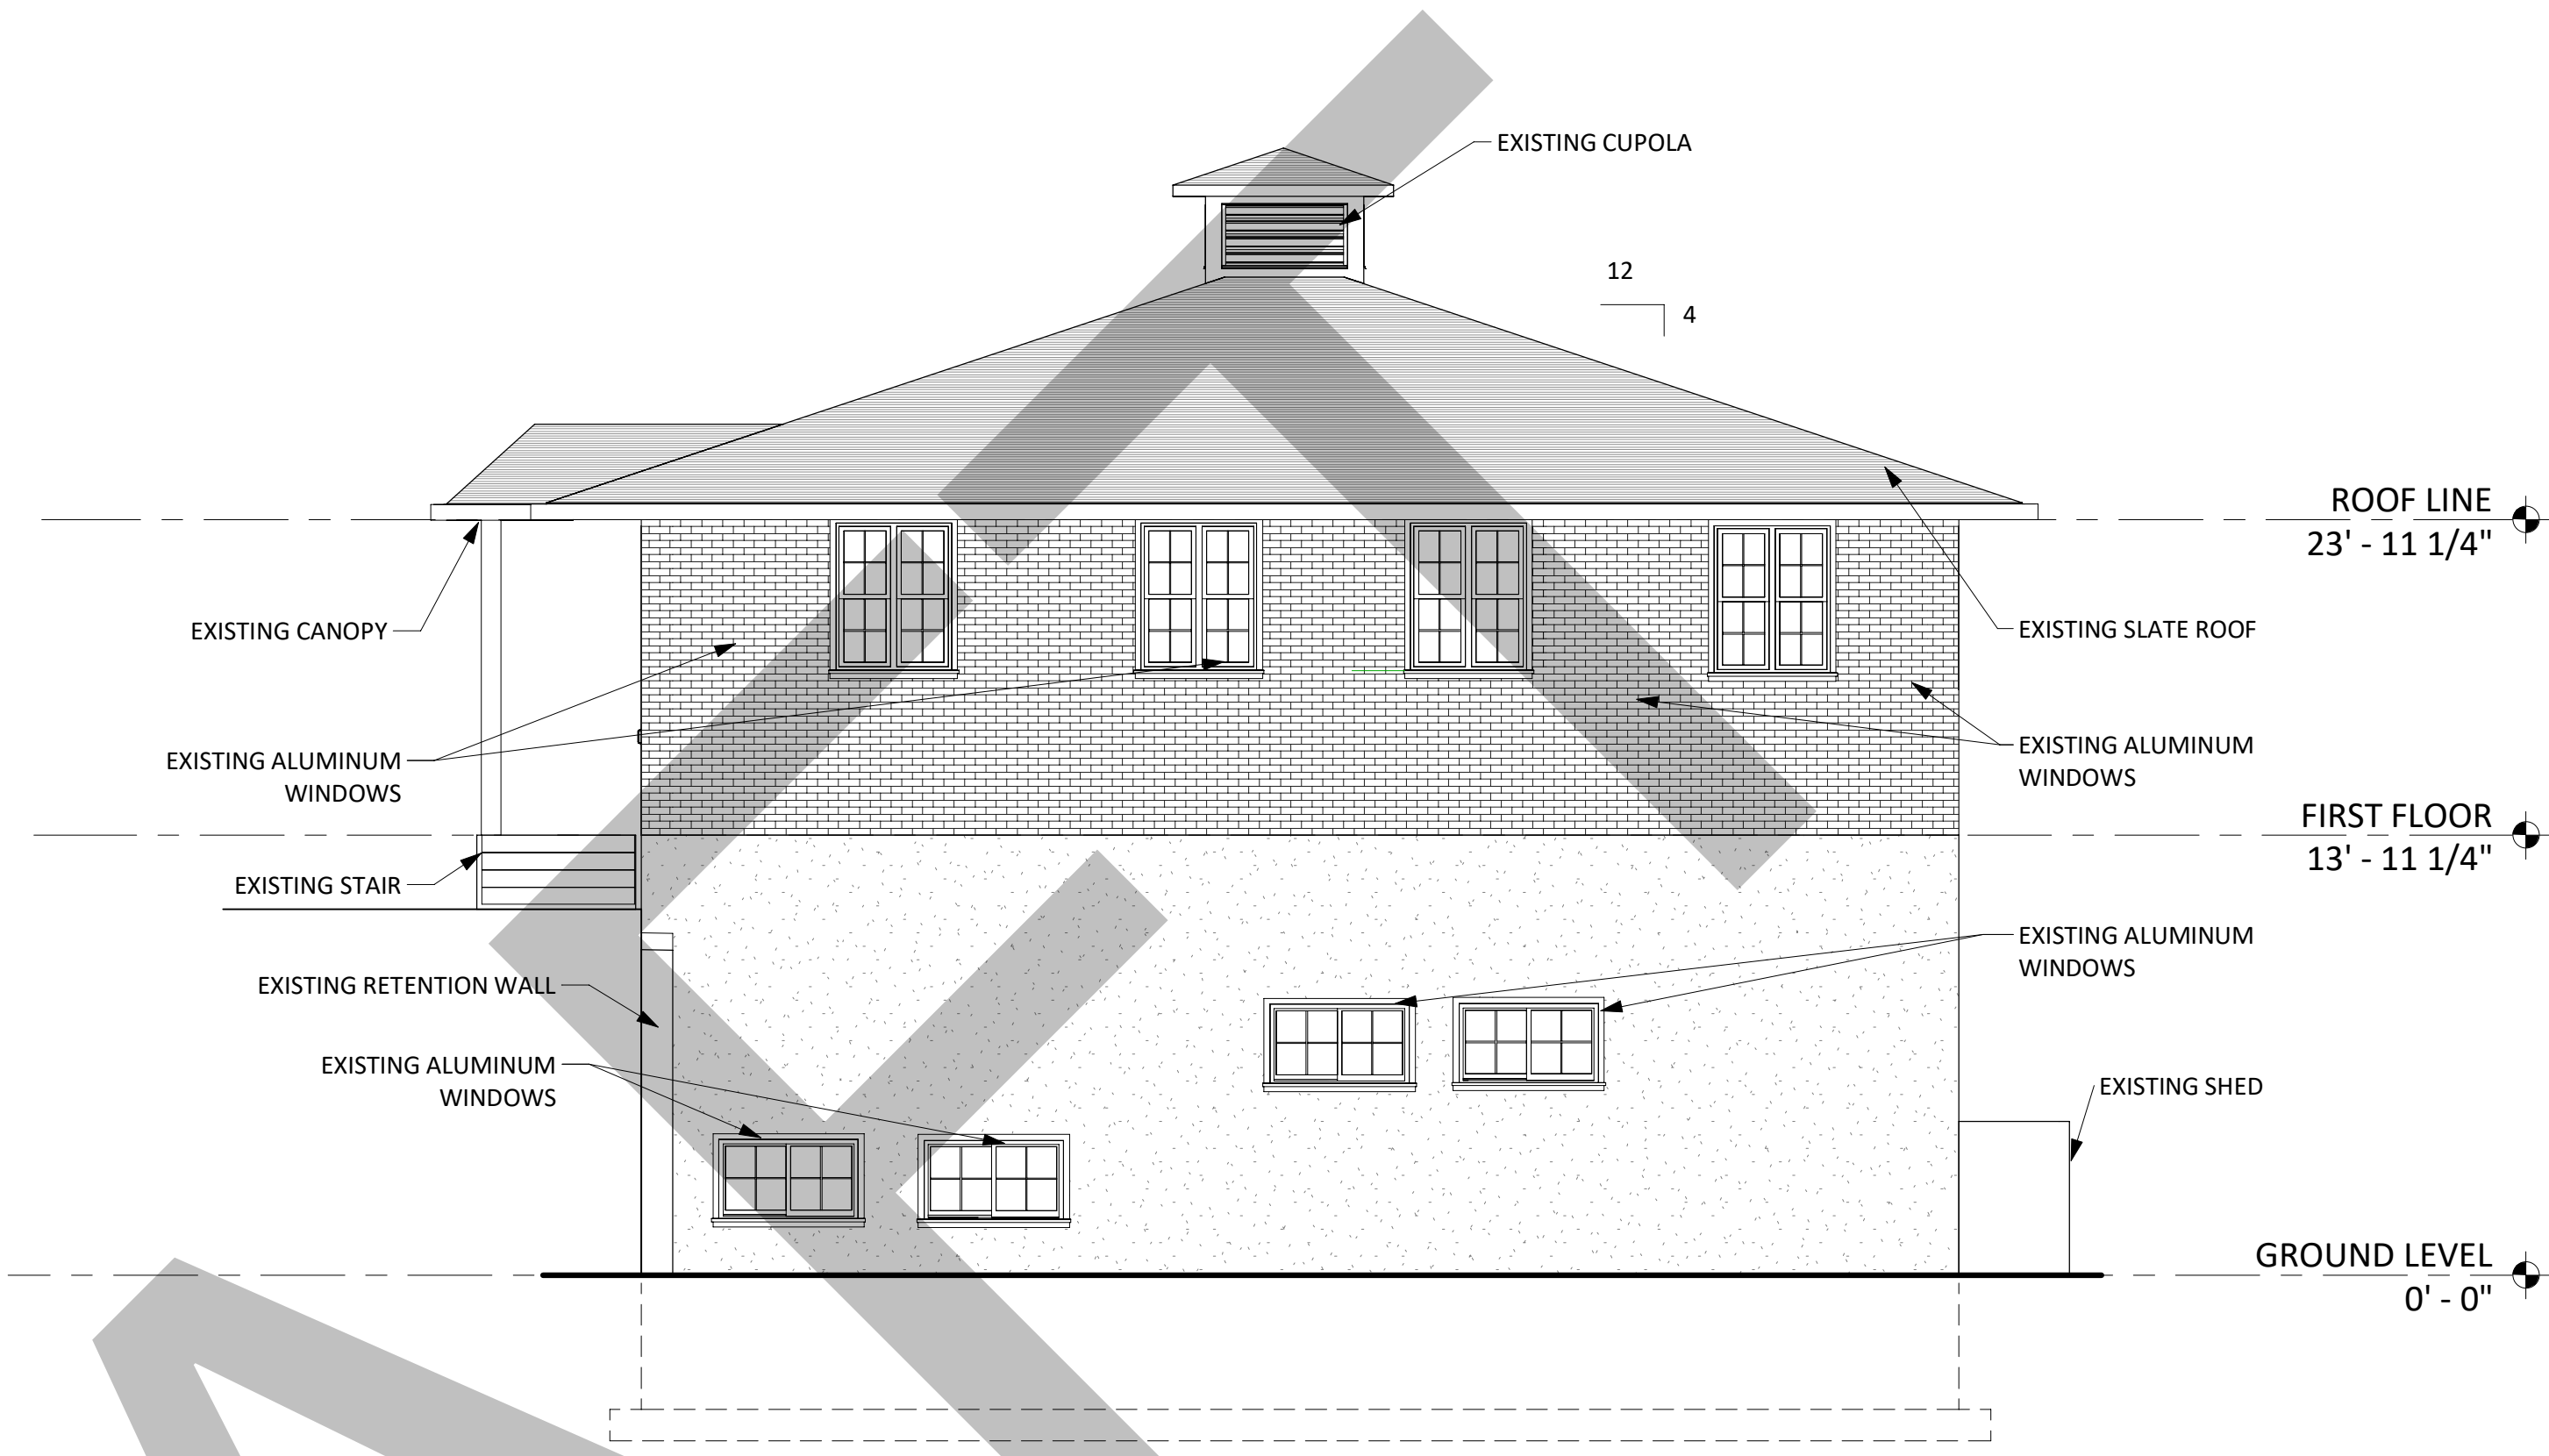 EXISTING CUPOLA
12
4
ROOF LINE
23' - 11 1/4"
EXISTING CANOPY
EXISTING SLATE ROOF
EXISTING ALUMINUM
WINDOWS
EXISTING ALUMINUM
WINDOWS
FIRST FLOOR
13' - 11 1/4"
EXISTING STAIR
EXISTING ALUMINUM
WINDOWS
EXISTING RETENTION WALL
EXISTING ALUMINUM
WINDOWS
EXISTING SHED
GROUND LEVEL
0' - 0"